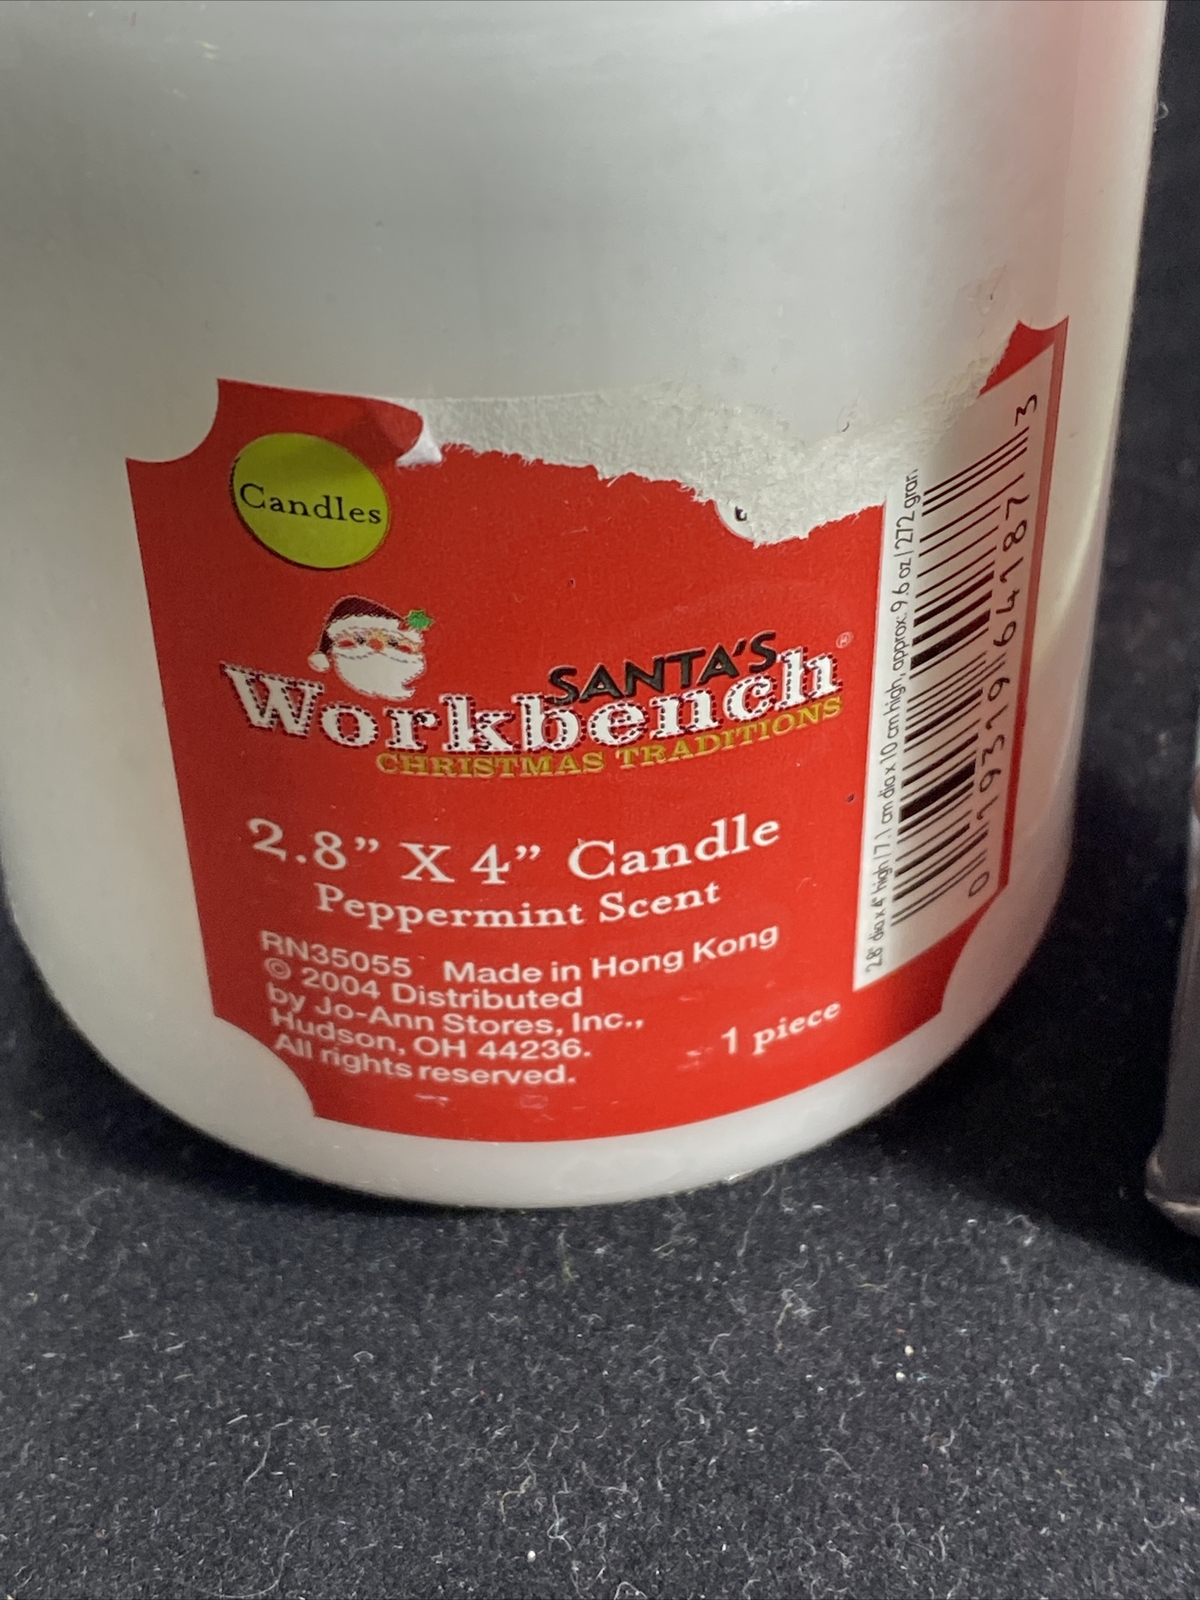 Candles
SANTA'S
Workbench®
CHRISTMAS TRADITIONS
2.8” X 4” Candle
Peppermint Scent
RN35055 Made in Hong Kong
© 2004 Distributed
by Jo-Ann Stores, Inc.,
Hudson, OH 44236.
All rights reserved.
1 piece
2.8" dia x 4" high / 7.1 cm dia x 10 cm high, approx: 9.6 oz / 272 gran
0 19319 64187 3